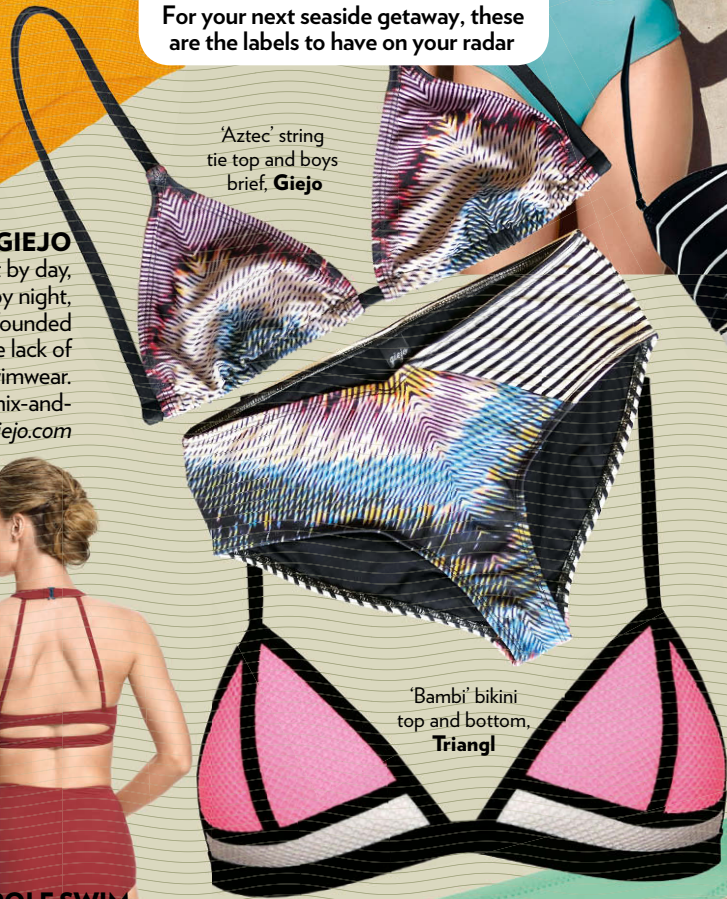 For your next seaside getaway, these
are the labels to have on your radar
‘Aztec’ string
tie top and boys
brief, Giejo
GIEJO
by day,
by night,
ounded
lack of
imwear.
nix-and-
iejo.com
giejo
‘Bambi’ bikini
top and bottom,
Triangl